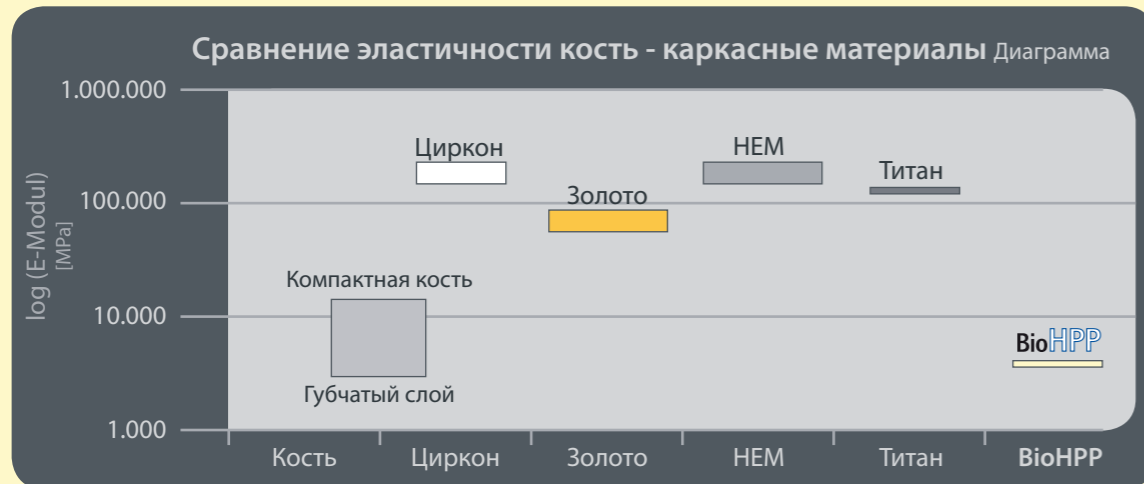 Сравнение эластичности кость - каркасные материалы Диаграмма
1.000.000
100.000
10.000
1.000
log (E-Modul)
[MPa]
Циркон
Золото
НЕМ
Титан
Компактная кость
Губчатый слой
BioHPP
Кость
Циркон
Золото
НЕМ
Титан
BioHPP